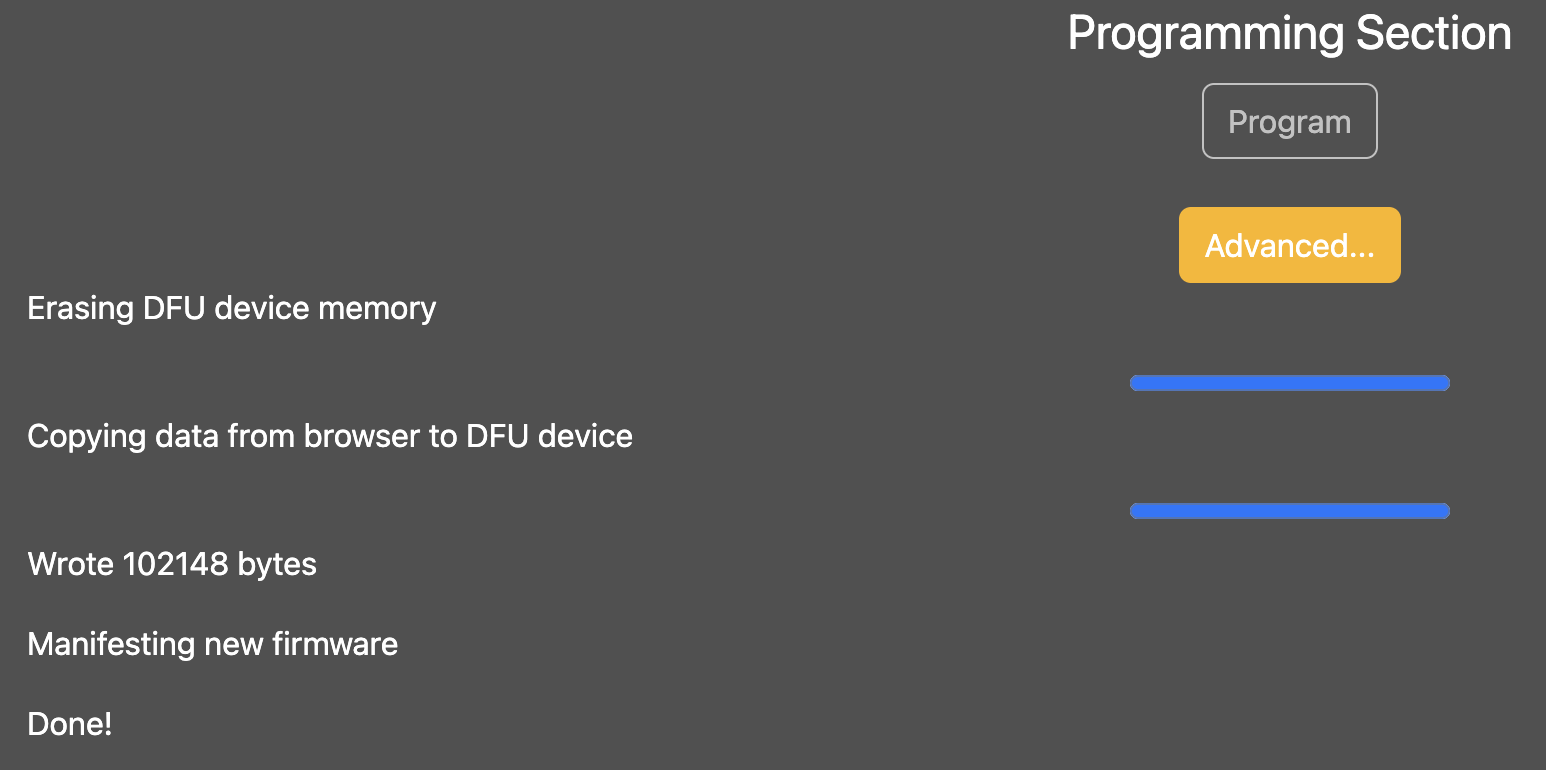 Programming Section
Program
Advanced...
Erasing DFU device memory
Copying data from browser to DFU device
Wrote 102148 bytes
Manifesting new firmware
Done!